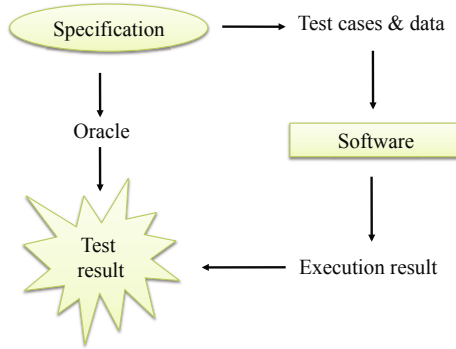 Specification
Test cases & data
Oracle
Software
Test
result
Execution result